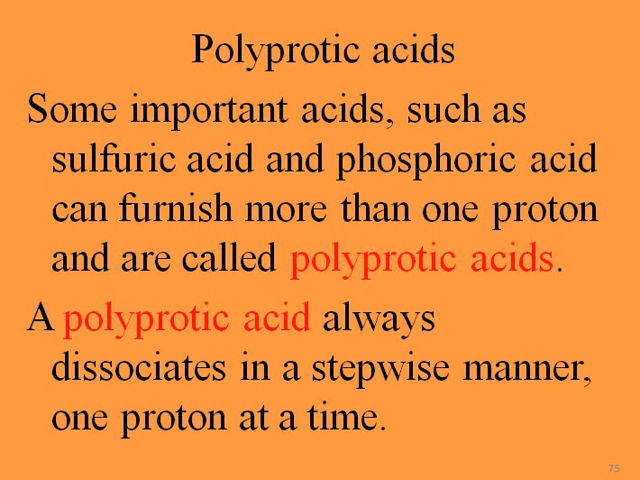 Polyprotic acids
Some important acids, such as
sulfuric acid and phosphoric acid
can furnish more than one proton
and are called polyprotic acids.
A polyprotic acid always
dissociates in a stepwise manner,
one proton at a time.
75